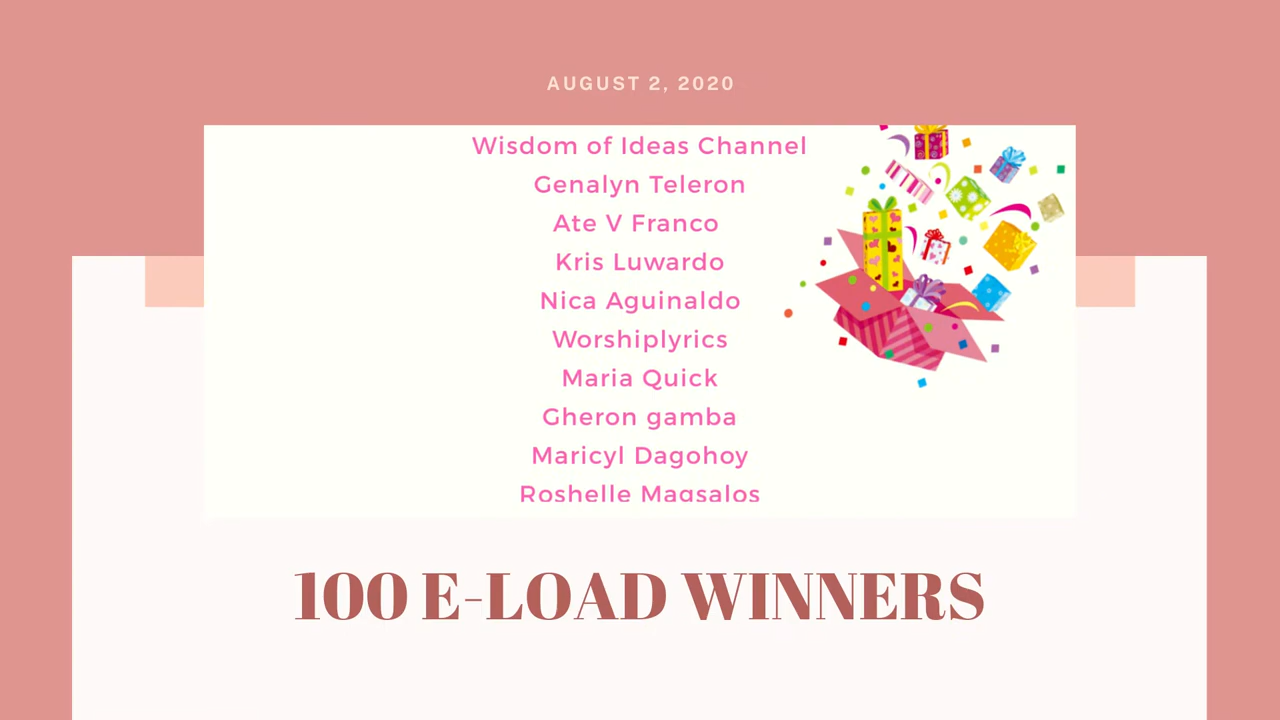 AUGUST 2, 2020
Wisdom of Ideas Channel
Genalyn Teleron
Ate V Franco
Kris Luwardo
Nica Aguinaldo
Worshiplyrics
Maria Quick
Gheron gamba
Maricyl Dagohoy
Roshelle Magsalos
100 E-LOAD WINNERS